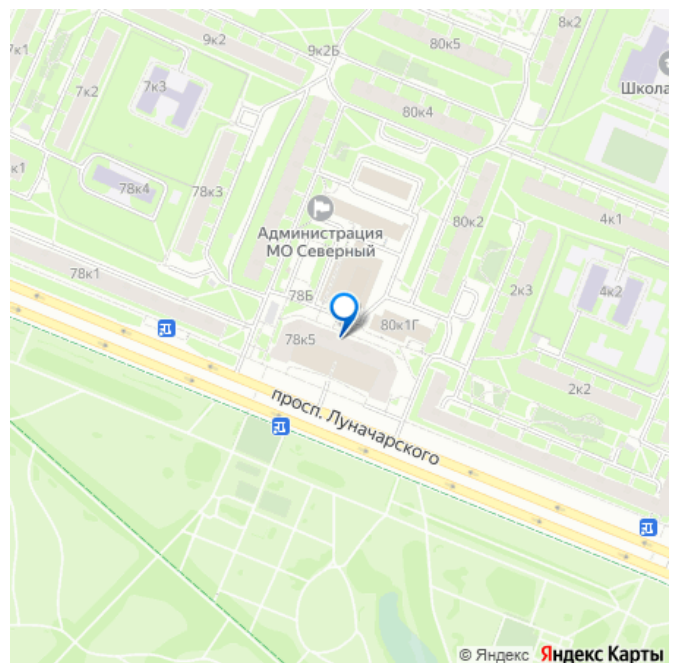 8к2
9к2
80к5
9к2Б
7к1
Школа
7к3
7к2
80к4
к1
78к4
78к3
80к2
4к1
Администрация
МО Северный
78к1
78Б
2к3
4к2
80к1Г
78к5
2к2
просп. Луначарского
© Яндекс Яндекс Карты